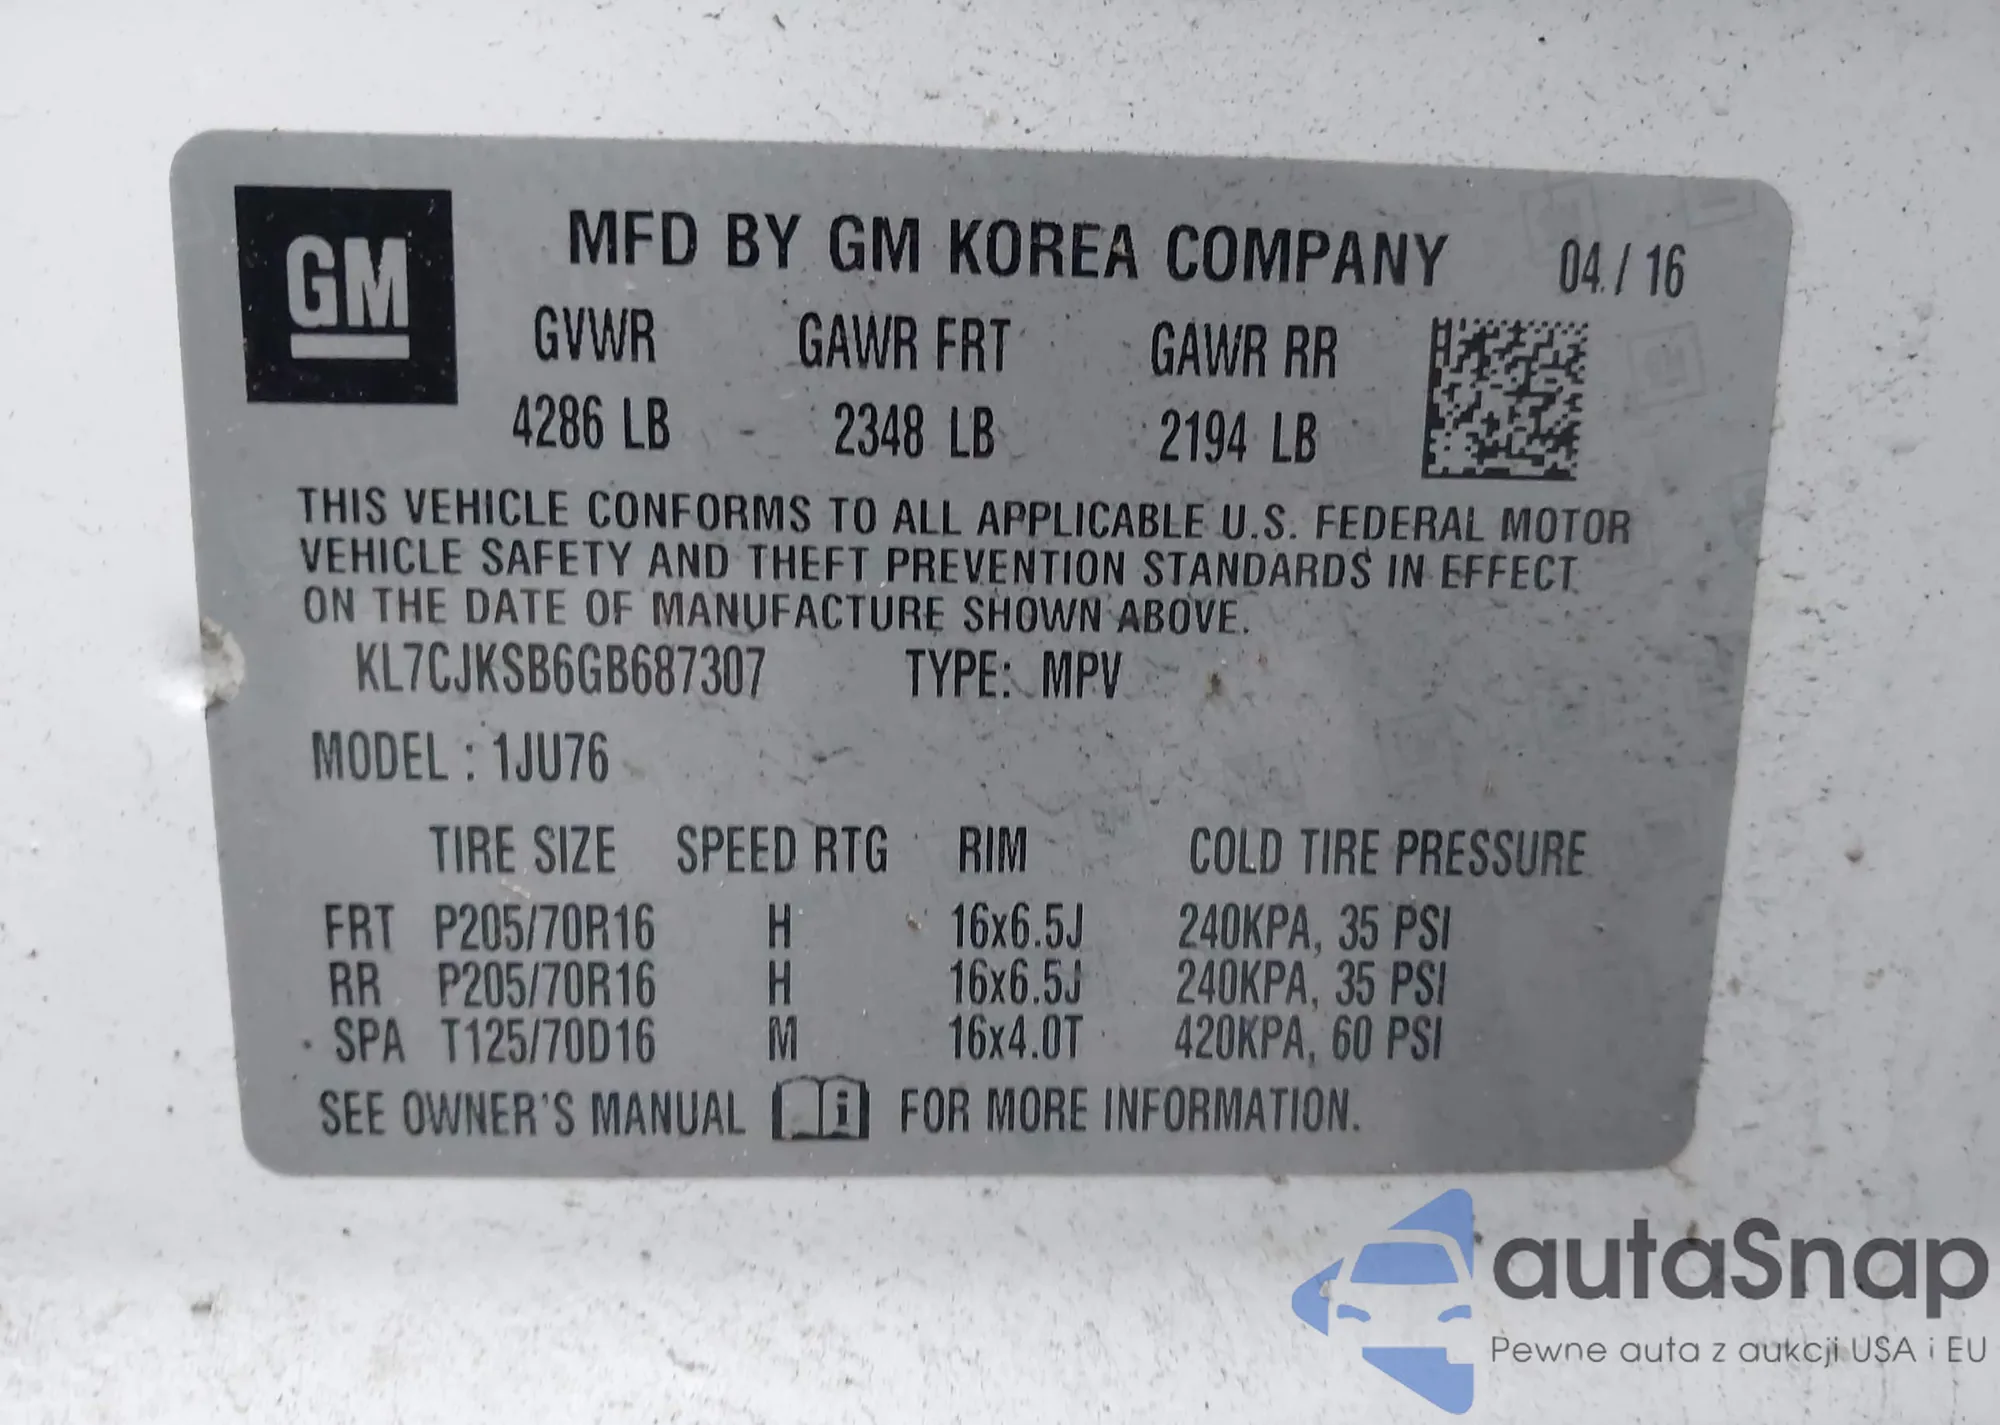 GM
MFD BY GM KOREA COMPANY 04 / 16
GVWR GAWR FRT GAWR RR
4286 LB 2348 LB 2194 LB
THIS VEHICLE CONFORMS TO ALL APPLICABLE U.S. FEDERAL MOTOR
VEHICLE SAFETY AND THEFT PREVENTION STANDARDS IN EFFECT
ON THE DATE OF MANUFACTURE SHOWN ABOVE.
KL7CJKSB6GB687307 TYPE: MPV
MODEL : 1JU76
TIRE SIZE SPEED RTG RIM COLD TIRE PRESSURE
FRT P205/70R16 H 16x6.5J 240KPA, 35 PSI
RR P205/70R16 H 16x6.5J 240KPA, 35 PSI
SPA T125/70D16 M 16x4.0T 420KPA, 60 PSI
SEE OWNER'S MANUAL i FOR MORE INFORMATION.
autaSnap
Pewne auta z aukcji USA i EU